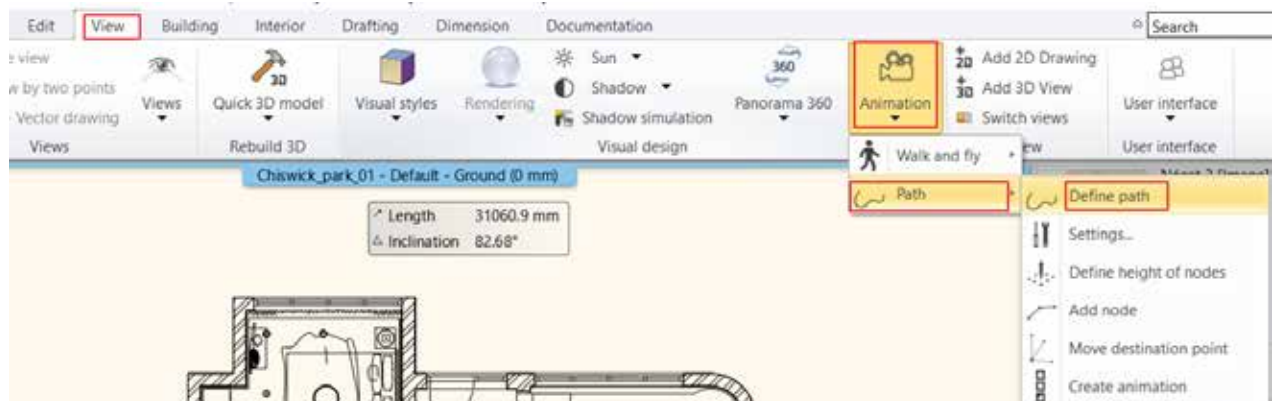 Edit View Building Interior Drafting Dimension Documentation Search
view Sun Add 2D Drawing
w by two points Shadow Add 3D View
Vector drawing Views Quick 3D model Visual styles Rendering Shadow simulation Panorama 360 Animation Switch views User interface
Views Rebuild 3D Visual design ew User interface
Walk and fly
Chiswick_park_01 - Default - Ground (0 mm)
Path Define path
Length 31060.9 mm
Inclination 82.68°
Settings...
Define height of nodes
Add node
Move destination point
Create animation